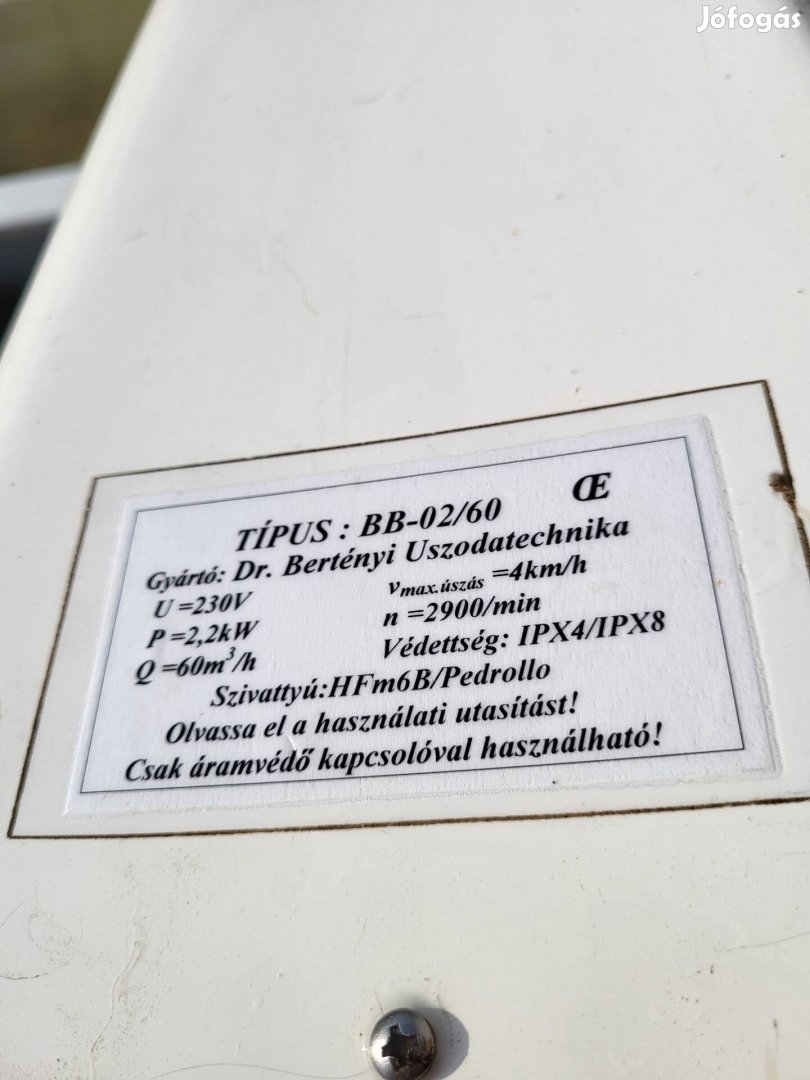 Jófogás
TÍPUS : BB-02/60 CE
Gyártó: Dr. Bertényi Uszodatechnika
U =230V vmax.úszás =4km/h
P =2,2kW n =2900/min
Q =60m³/h Védettség: IPX4/IPX8
Szivattyú:HFm6B/Pedrollo
Olvassa el a használati utasítást!
Csak áramvédő kapcsolóval használható!